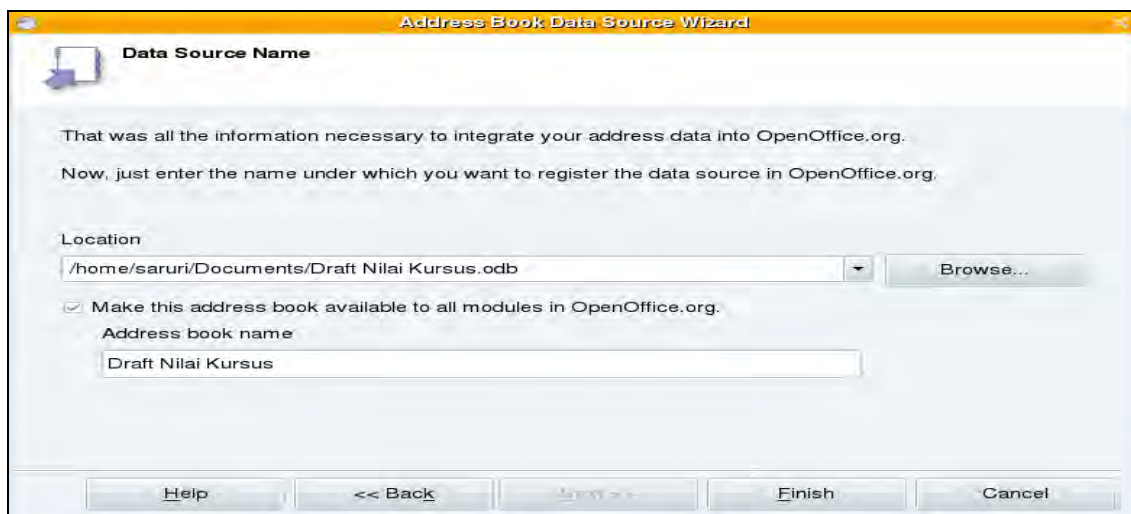 Address Book Data Source Wizard
Data Source Name
That was all the information necessary to integrate your address data into OpenOffice.org.
Now, just enter the name under which you want to register the data source in OpenOffice.org.
Location
/home/saruri/Documents/Draft Nilai Kursus.odb
Browse...
Make this address book available to all modules in OpenOffice.org.
Address book name
Draft Nilai Kursus
Help << Back Next >> Finish Cancel